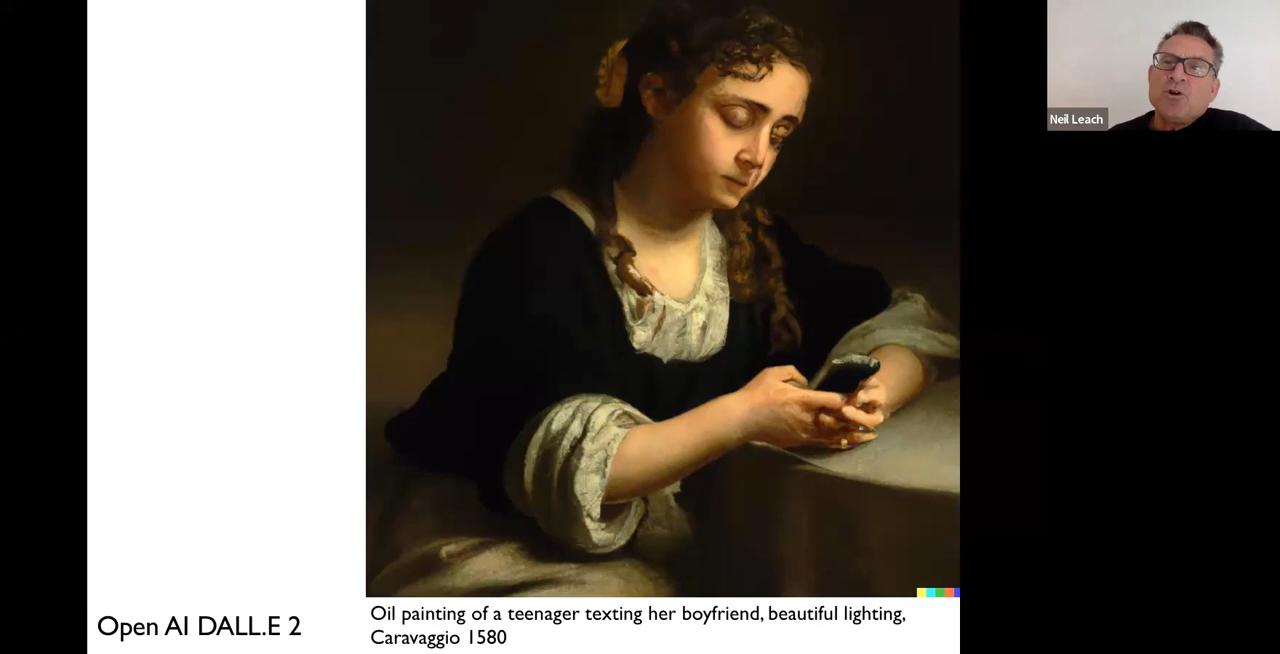 Neil Leach
Open AI DALL.E 2
Oil painting of a teenager texting her boyfriend, beautiful lighting,
Caravaggio 1580